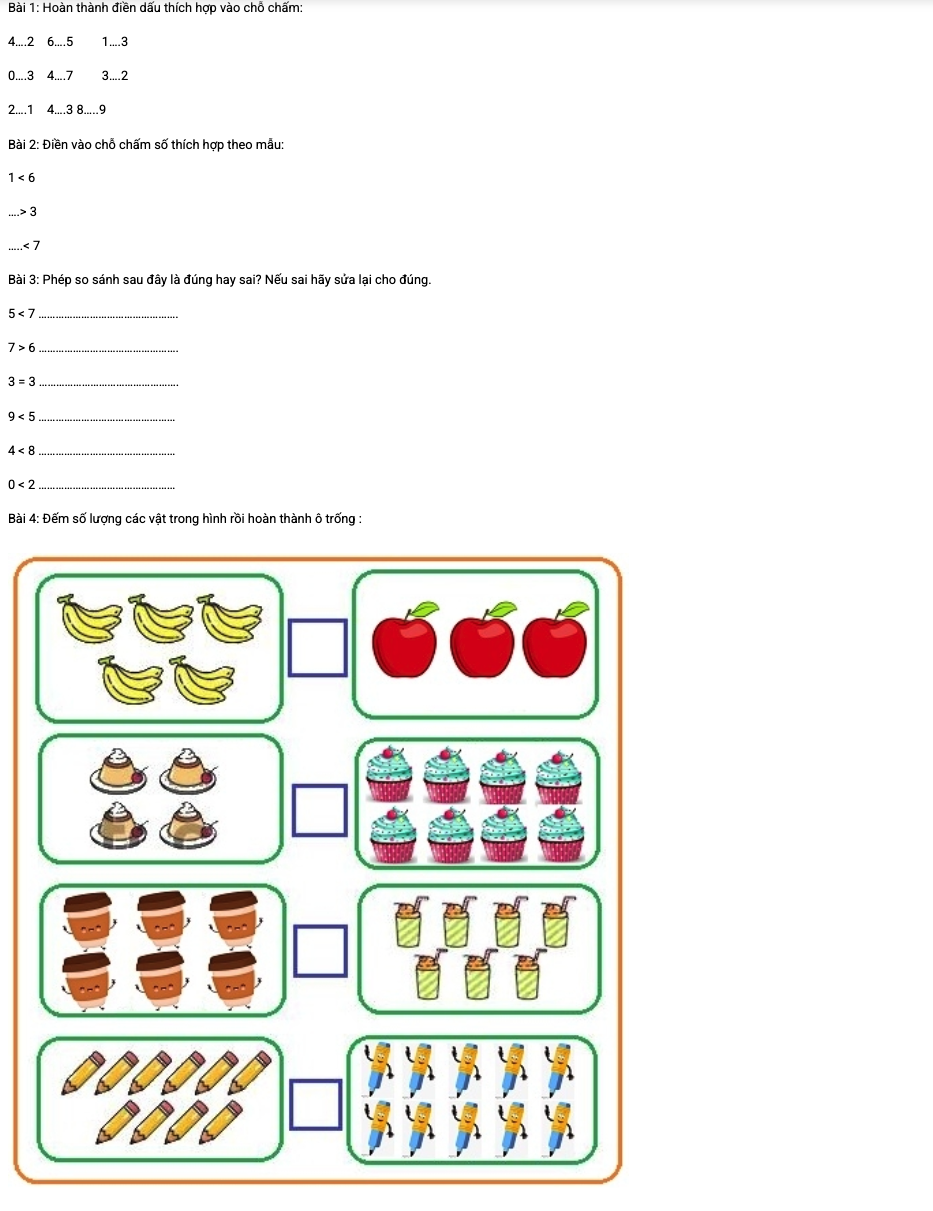 Bài 1: Hoàn thành điền dấu thích hợp vào chỗ chấm:
4....2 6....5 1....3
0....3 4....7 3....2
2....1 4....3 8.....9
Bài 2: Điền vào chỗ chấm số thích hợp theo mẫu:
1 < 6
....> 3
.....< 7
Bài 3: Phép so sánh sau đây là đúng hay sai? Nếu sai hãy sửa lại cho đúng.
5 < 7 ................................................
7 > 6 ................................................
3 = 3 ................................................
9 < 5 ...............................................
4 < 8 ...............................................
0 < 2 ...............................................
Bài 4: Đếm số lượng các vật trong hình rồi hoàn thành ô trống :